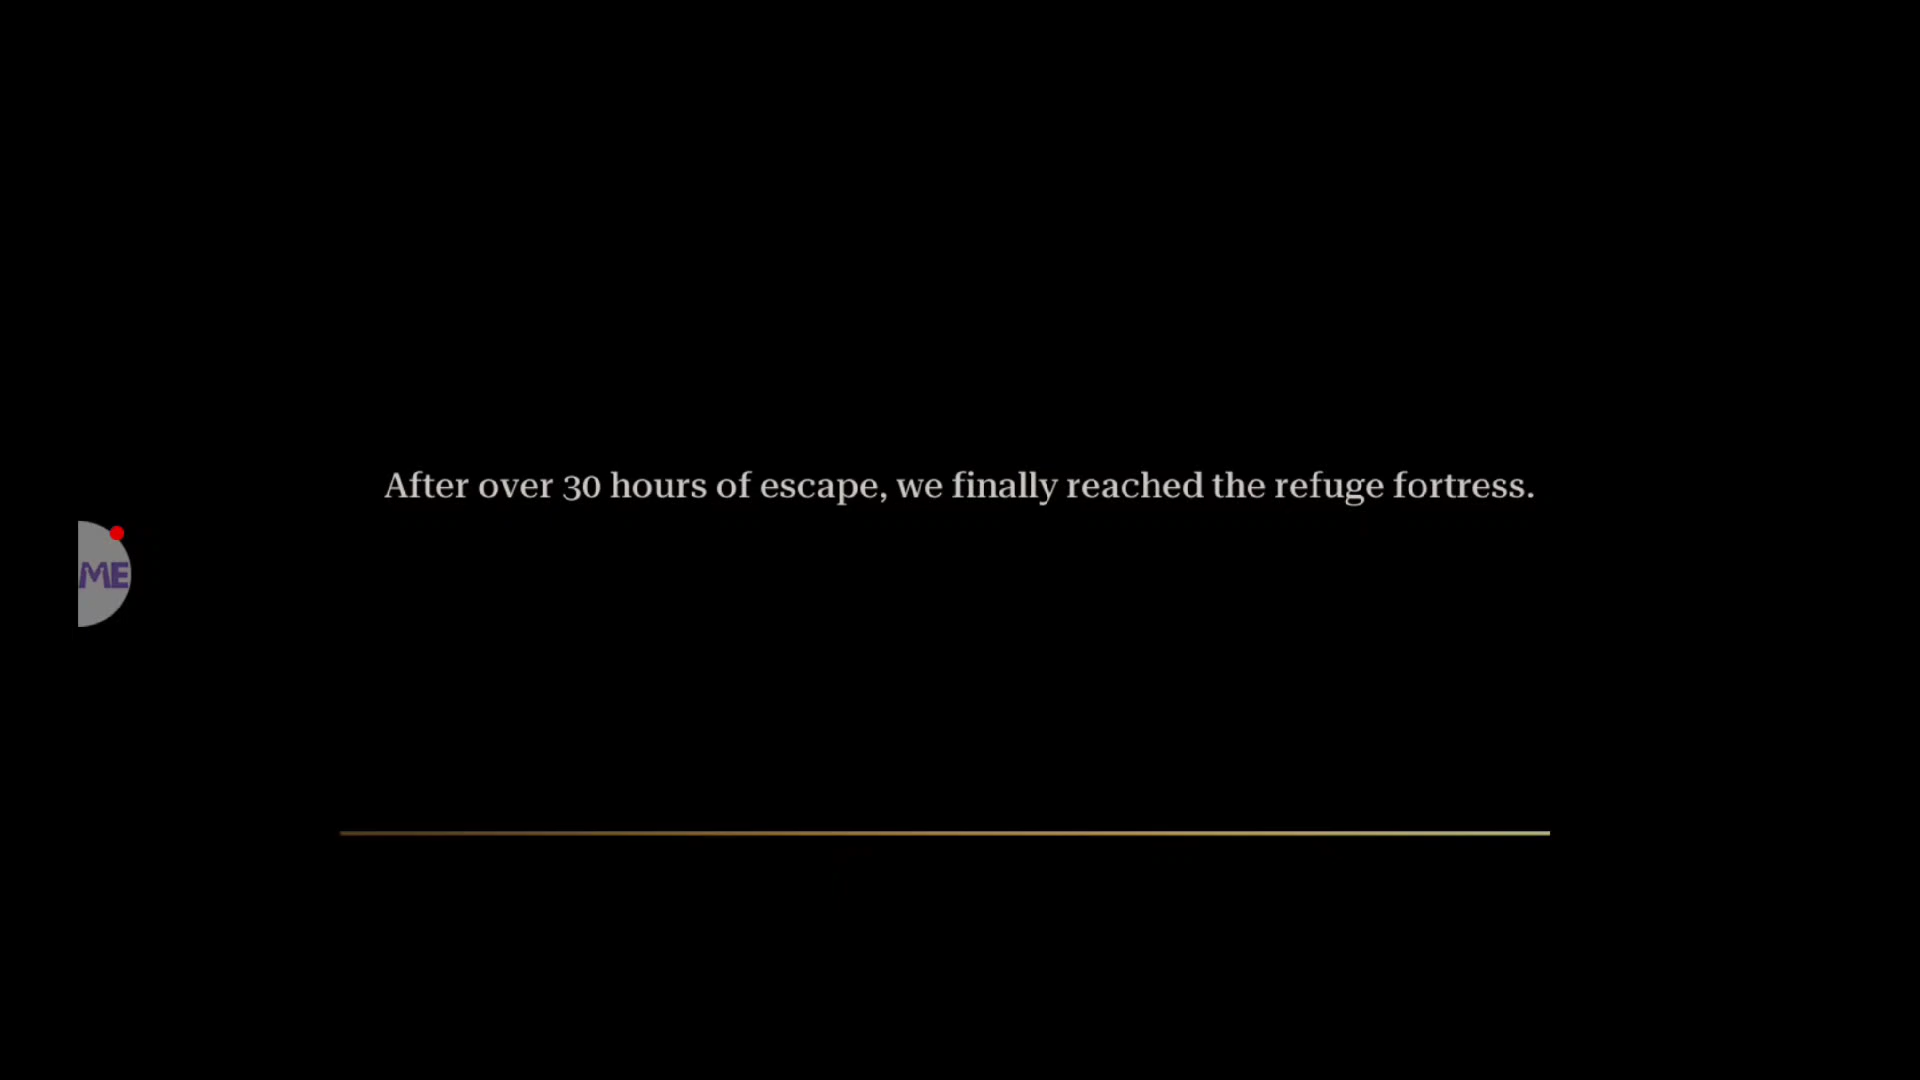 After over 30 hours of escape, we finally reached the refuge fortress.
ME